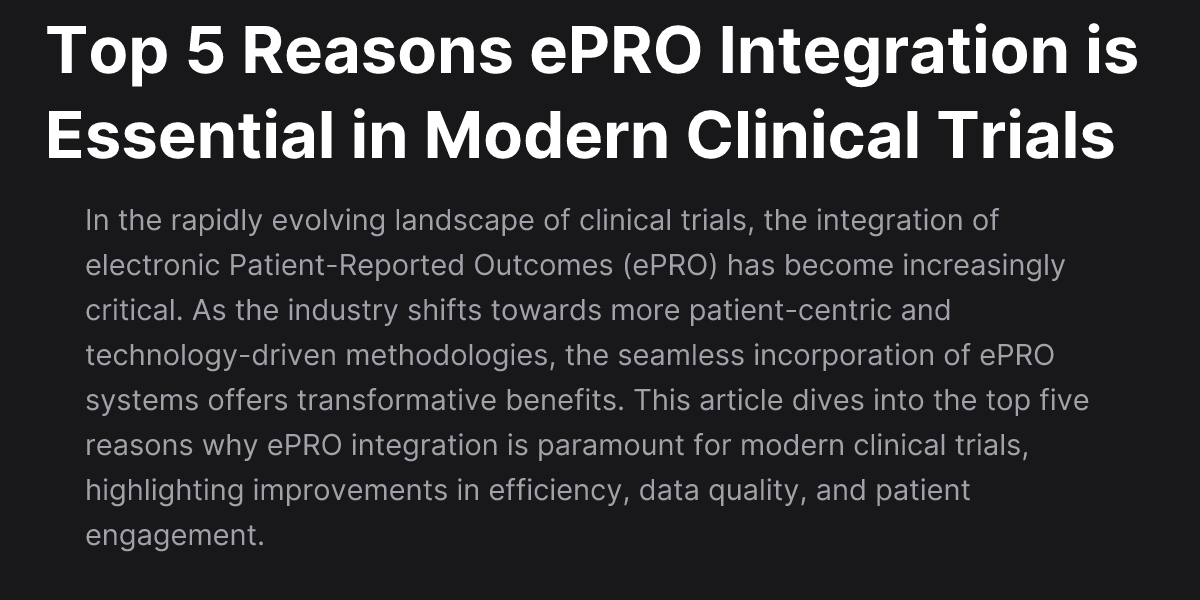 Top 5 Reasons ePRO Integration is
Essential in Modern Clinical Trials
In the rapidly evolving landscape of clinical trials, the integration of
electronic Patient-Reported Outcomes (ePRO) has become increasingly
critical. As the industry shifts towards more patient-centric and
technology-driven methodologies, the seamless incorporation of ePRO
systems offers transformative benefits. This article dives into the top five
reasons why ePRO integration is paramount for modern clinical trials,
highlighting improvements in efficiency, data quality, and patient
engagement.